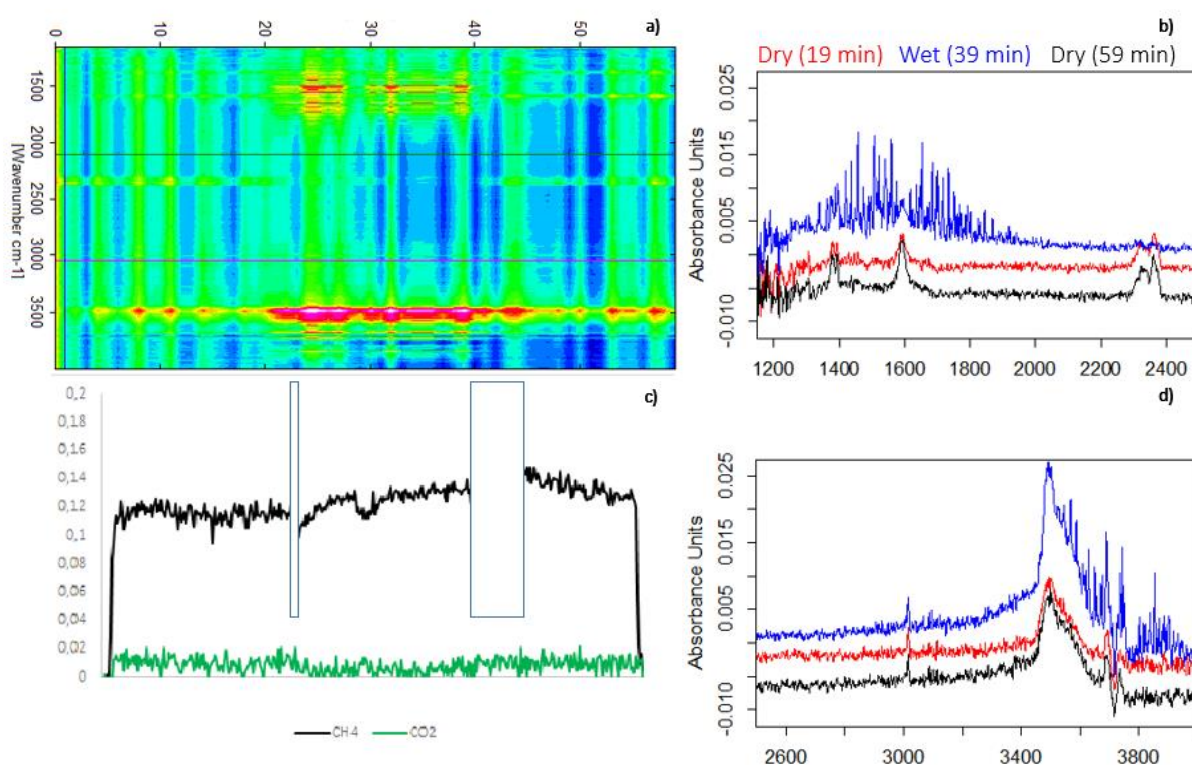 a)
0 10 20 30 40 50
1500
2000
2500
3000
3500
[Wavenumber cm-1]
b)
Dry (19 min) Wet (39 min) Dry (59 min)
Absorbance Units
0.025
0.015
0.005
-0.010
1200 1400 1600 1800 2000 2200 2400
c)
0,2
0,18
0,16
0,14
0,12
0,1
0,08
0,06
0,04
0,02
0
CH4 CO2
d)
Absorbance Units
0.025
0.015
0.005
-0.010
2600 3000 3400 3800